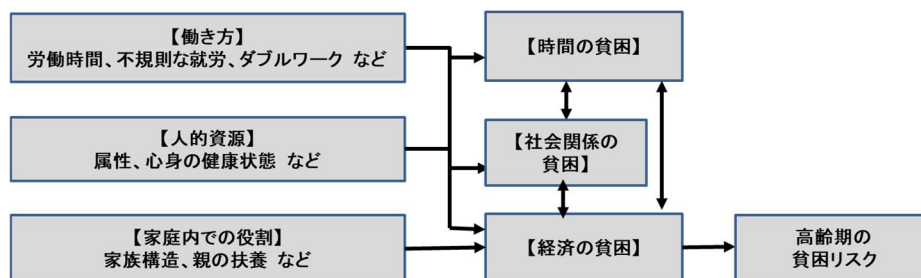 【働き方】
労働時間、不規則な就労、ダブルワーク など
【人的資源】
属性、心身の健康状態 など
【家庭内での役割】
家族構造、親の扶養 など
【時間の貧困】
【社会関係の
貧困】
【経済の貧困】
高齢期の
貧困リスク